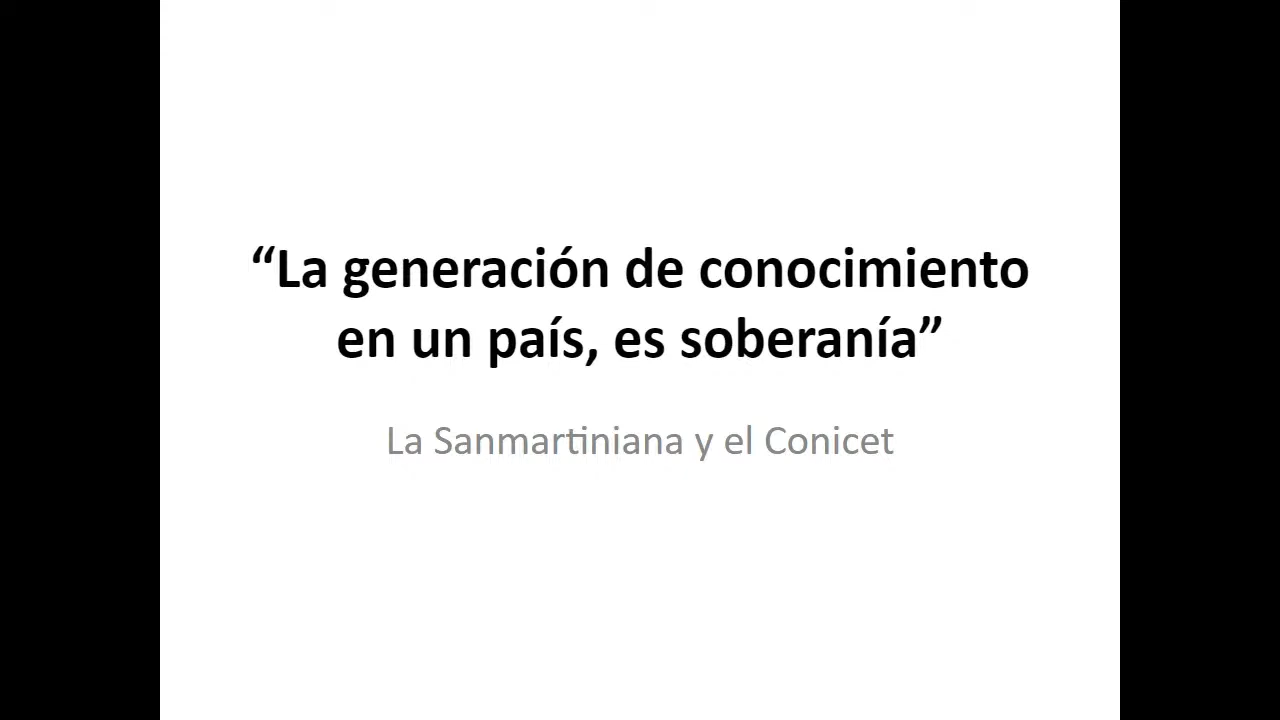 “La generación de conocimiento
en un país, es soberanía”
La Sanmartiniana y el Conicet